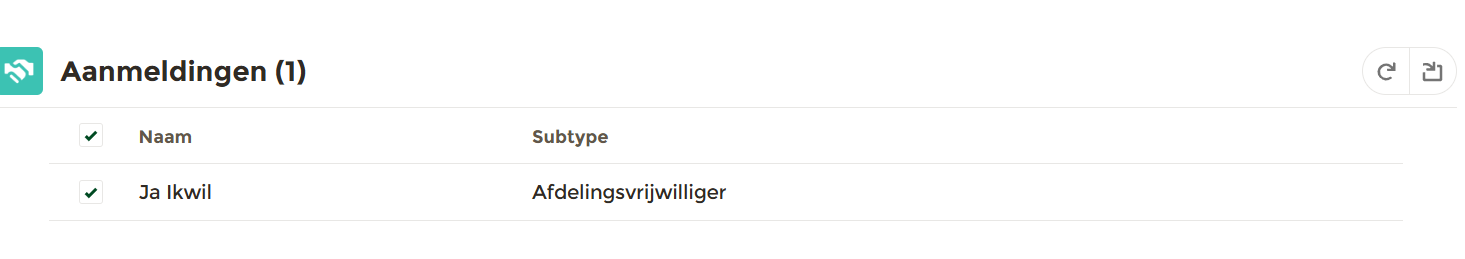 Aanmeldingen (1)
Naam Subtype
Ja Ikwil Afdelingsvrijwilliger